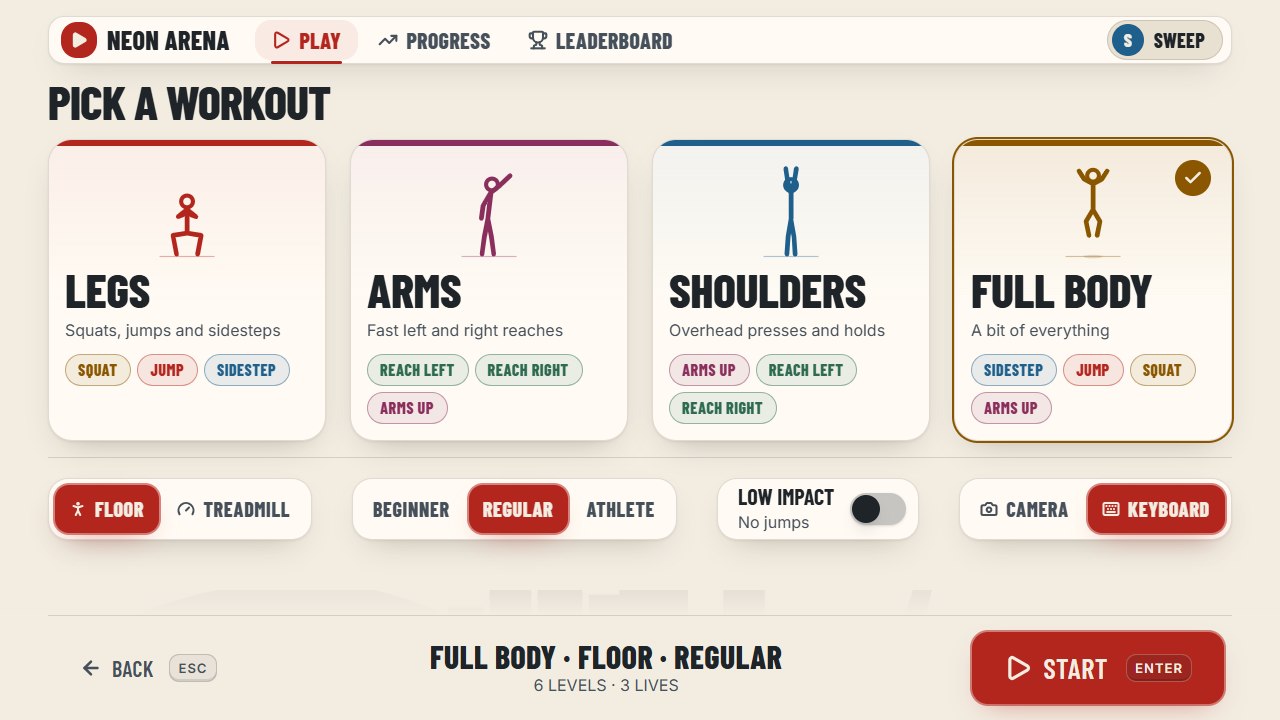 NEON ARENA
PLAY
PROGRESS
LEADERBOARD
S
SWEEP
PICK A WORKOUT
LEGS
Squats, jumps and sidesteps
SQUAT
JUMP
SIDESTEP
ARMS
Fast left and right reaches
REACH LEFT
REACH RIGHT
ARMS UP
SHOULDERS
Overhead presses and holds
ARMS UP
REACH LEFT
REACH RIGHT
FULL BODY
A bit of everything
SIDESTEP
JUMP
SQUAT
ARMS UP
FLOOR
TREADMILL
BEGINNER
REGULAR
ATHLETE
LOW IMPACT
No jumps
CAMERA
KEYBOARD
BACK
ESC
FULL BODY · FLOOR · REGULAR
6 LEVELS · 3 LIVES
START
ENTER